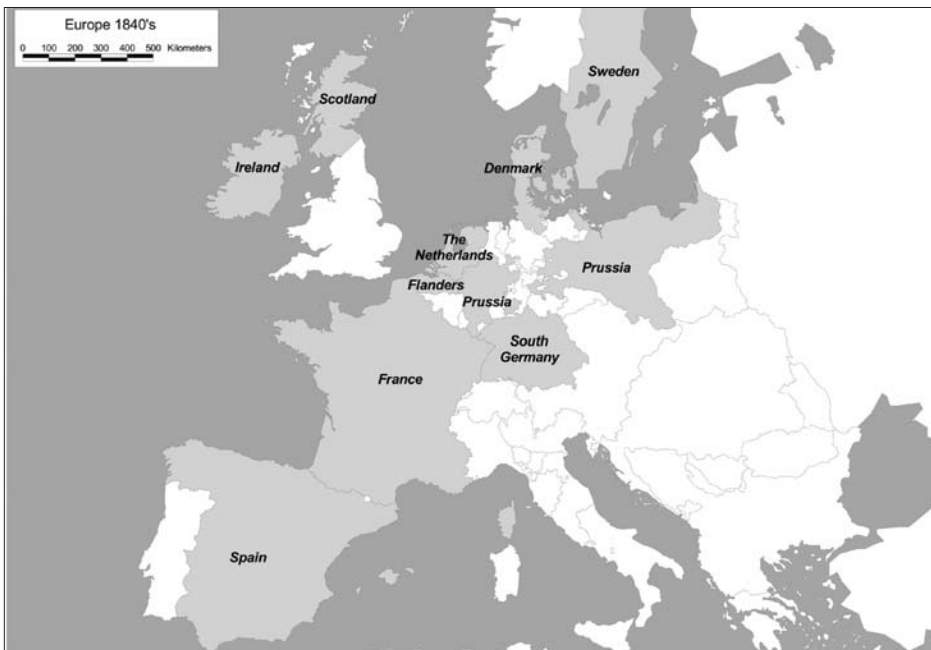 Europe 1840's
0 100 200 300 400 500 Kilometers
Sweden
Scotland
Ireland
Denmark
The
Netherlands
Prussia
Flanders
Prussia
South
Germany
France
Spain